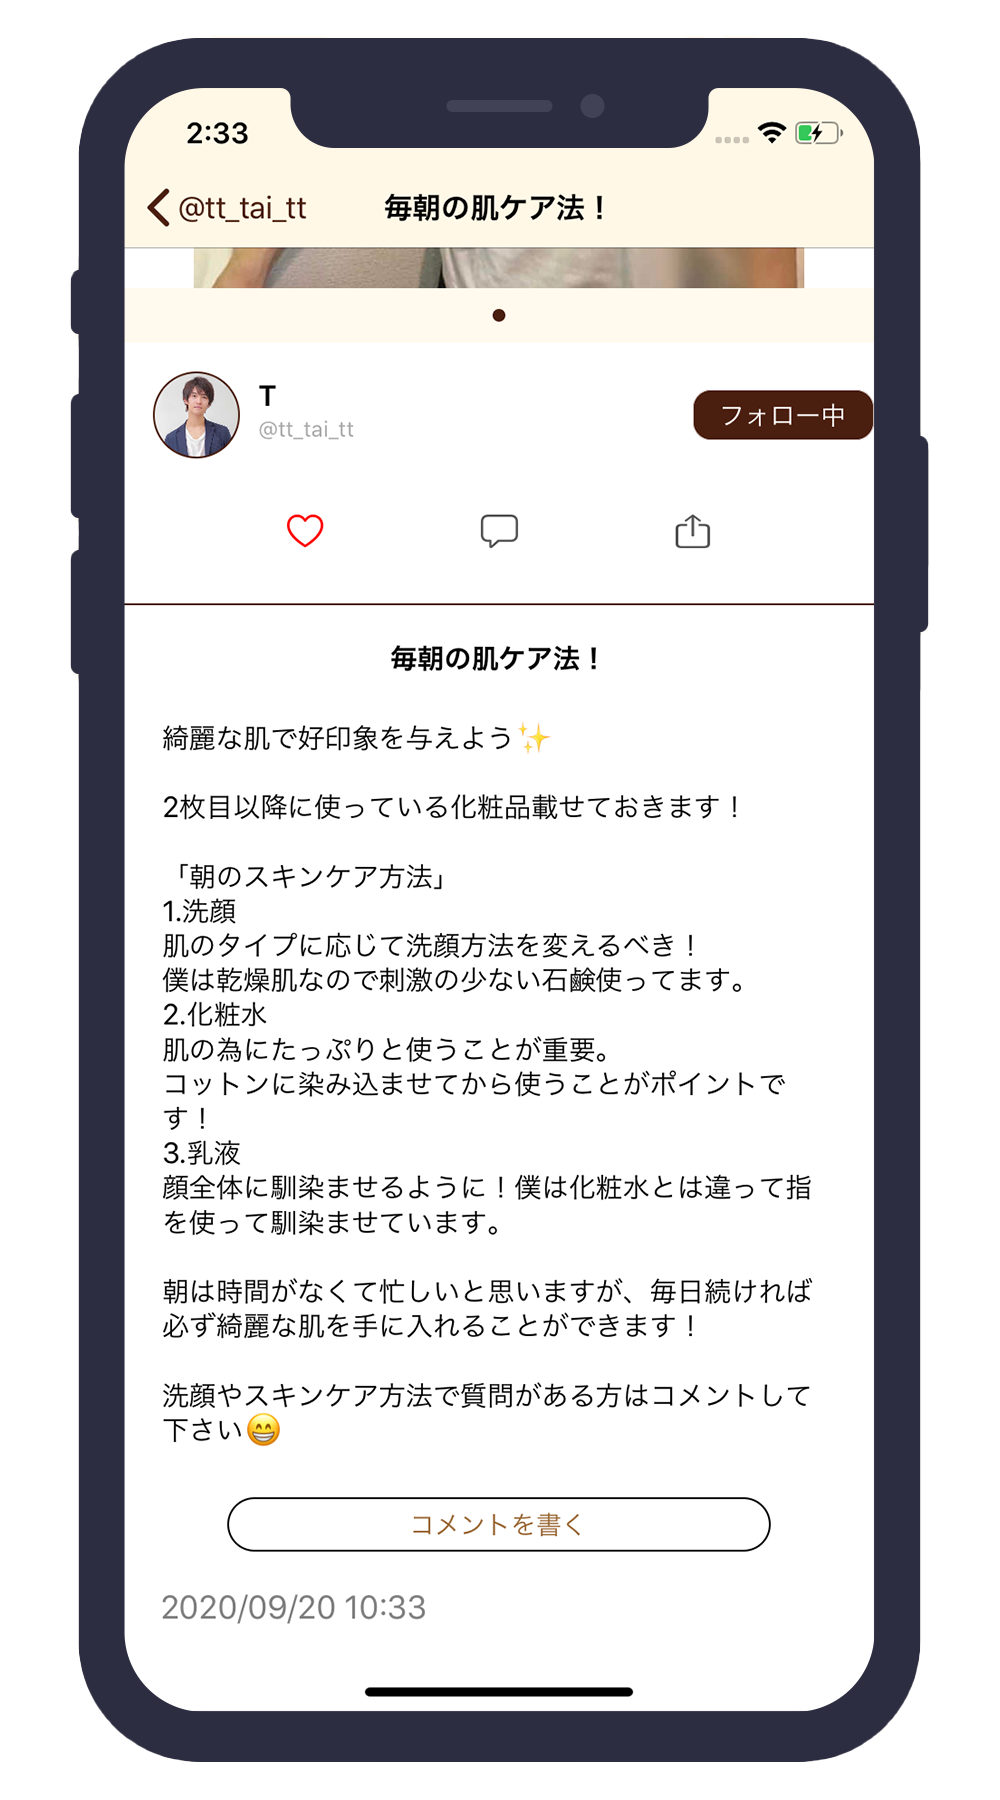 2:33
@tt_tai_tt 毎朝の肌ケア法！
T
@tt_tai_tt
フォロー中
毎朝の肌ケア法！
綺麗な肌で好印象を与えよう✨
2枚目以降に使っている化粧品載せておきます！
「朝のスキンケア方法」
1.洗顔
肌のタイプに応じて洗顔方法を変えるべき！
僕は乾燥肌なので刺激の少ない石鹸使ってます。
2.化粧水
肌の為にたっぷりと使うことが重要。
コットンに染み込ませてから使うことがポイントで
す！
3.乳液
顔全体に馴染ませるように！僕は化粧水とは違って指
を使って馴染ませています。
朝は時間がなくて忙しいと思いますが、毎日続ければ
必ず綺麗な肌を手に入れることができます！
洗顔やスキンケア方法で質問がある方はコメントして
下さい😁
コメントを書く
2020/09/20 10:33